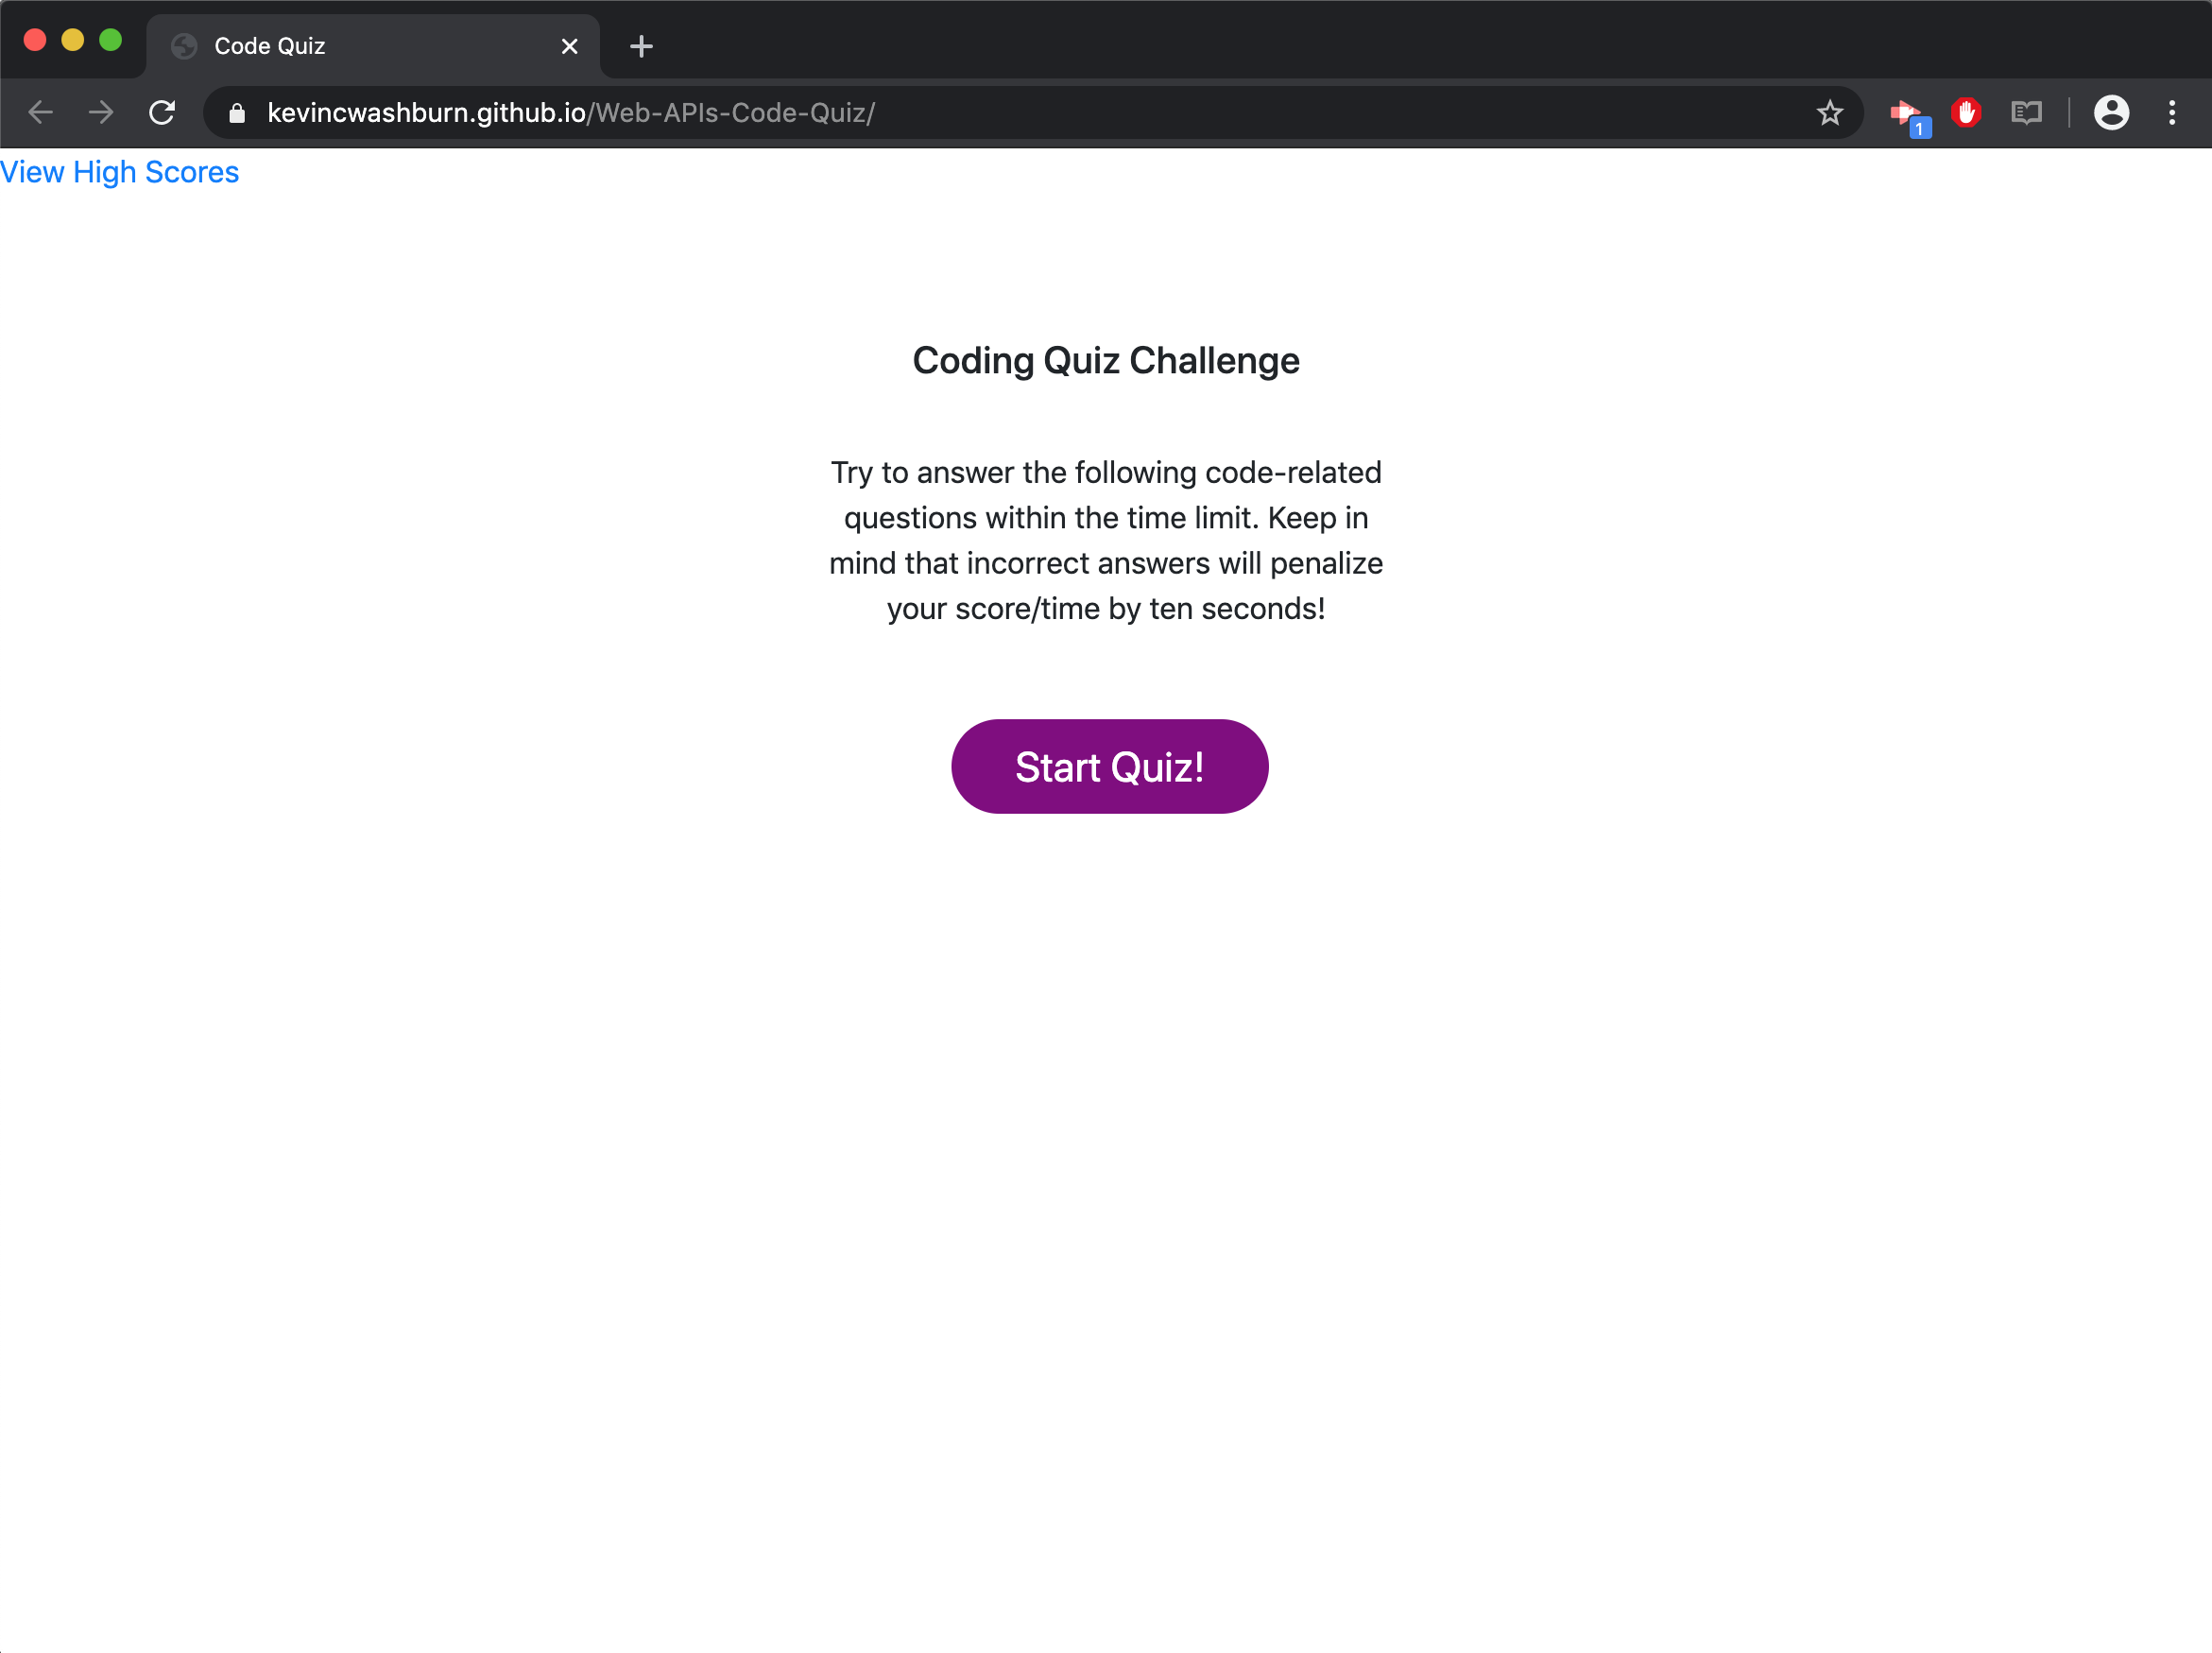 Code Quiz
kevincwashburn.github.io/Web-APIs-Code-Quiz/
1
View High Scores
Coding Quiz Challenge
Try to answer the following code-related
questions within the time limit. Keep in
mind that incorrect answers will penalize
your score/time by ten seconds!
Start Quiz!